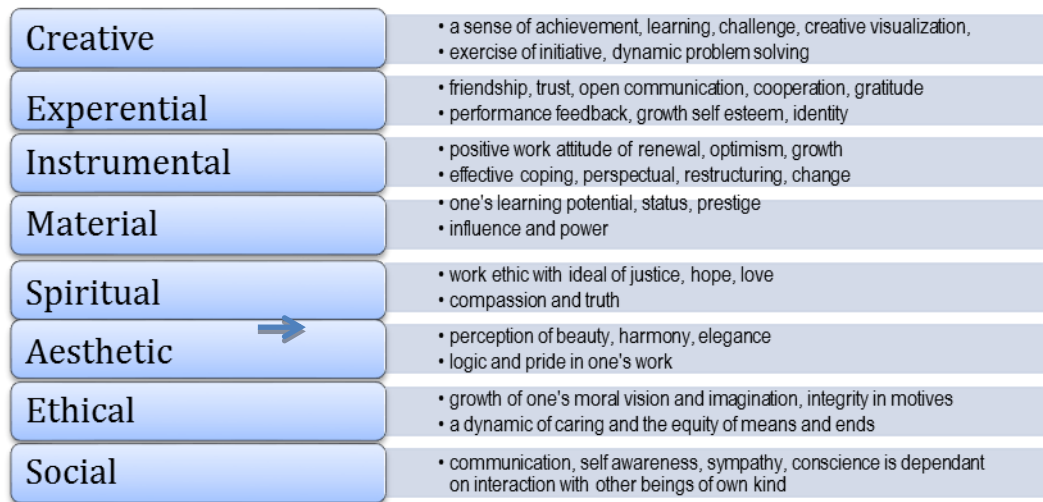 Creative
• a sense of achievement, learning, challenge, creative visualization,
• exercise of initiative, dynamic problem solving
Experential
• friendship, trust, open communication, cooperation, gratitude
• performance feedback, growth self esteem, identity
Instrumental
• positive work attitude of renewal, optimism, growth
• effective coping, perspectual, restructuring, change
Material
• one's learning potential, status, prestige
• influence and power
Spiritual
• work ethic with ideal of justice, hope, love
• compassion and truth
Aesthetic
• perception of beauty, harmony, elegance
• logic and pride in one's work
Ethical
• growth of one's moral vision and imagination, integrity in motives
• a dynamic of caring and the equity of means and ends
Social
• communication, self awareness, sympathy, conscience is dependant
on interaction with other beings of own kind